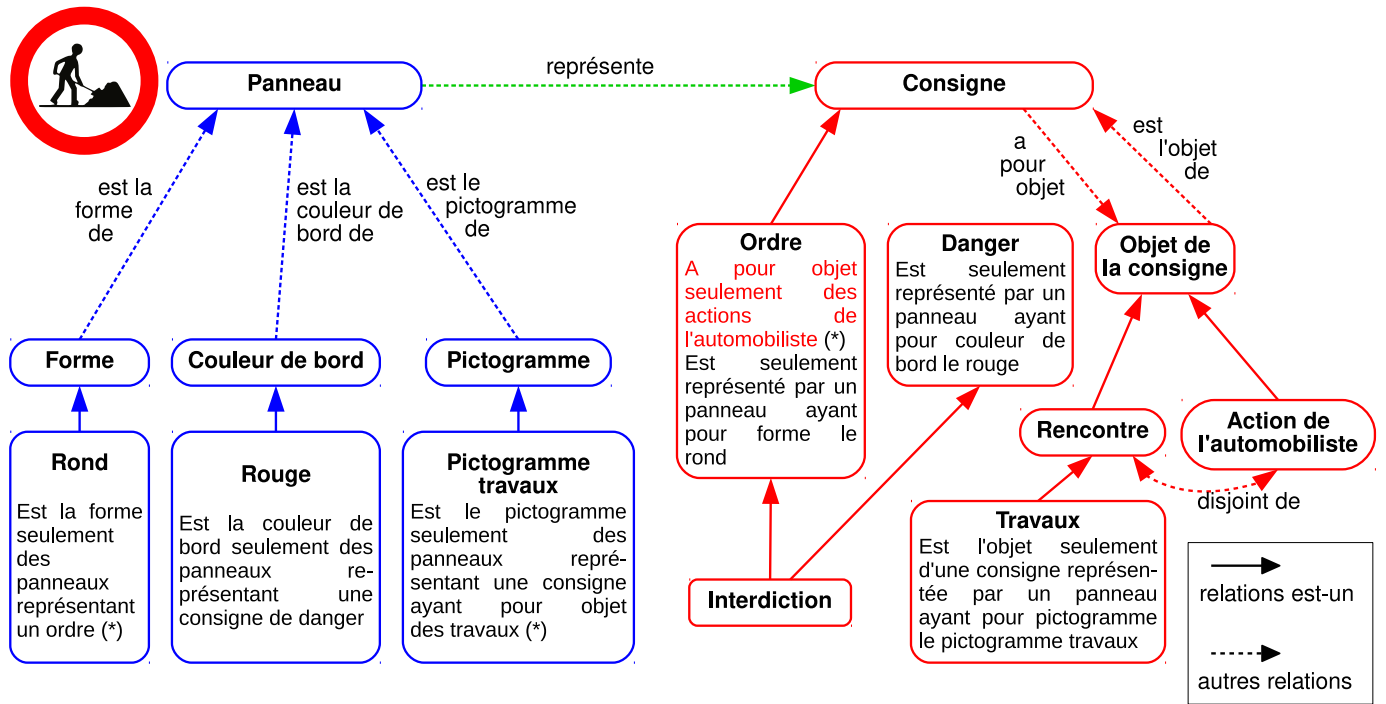 Panneau
représente
Consigne
est la
forme
de
est la
couleur de
bord de
est le
pictogramme
de
a
pour
objet
est
l'objet
de
Forme
Couleur de bord
Pictogramme
Rond
Est la forme
seulement
des
panneaux
représentant
un ordre (*)
Rouge
Est la couleur de
bord seulement des
panneaux re-
présentant une
consigne de danger
Pictogramme
travaux
Est le pictogramme
seulement des
panneaux repré-
sentant une consigne
ayant pour objet
des travaux (*)
Ordre
A pour objet
seulement des
actions de
l'automobiliste (*)
Est seulement
représenté par un
panneau ayant
pour forme le
rond
Danger
Est seulement
représenté par un
panneau ayant
pour couleur de
bord le rouge
Objet de
la consigne
Rencontre
Action de
l'automobiliste
disjoint de
Interdiction
Travaux
Est l'objet seulement
d'une consigne représen-
tée par un panneau
ayant pour pictogramme
le pictogramme travaux
relations est-un
autres relations